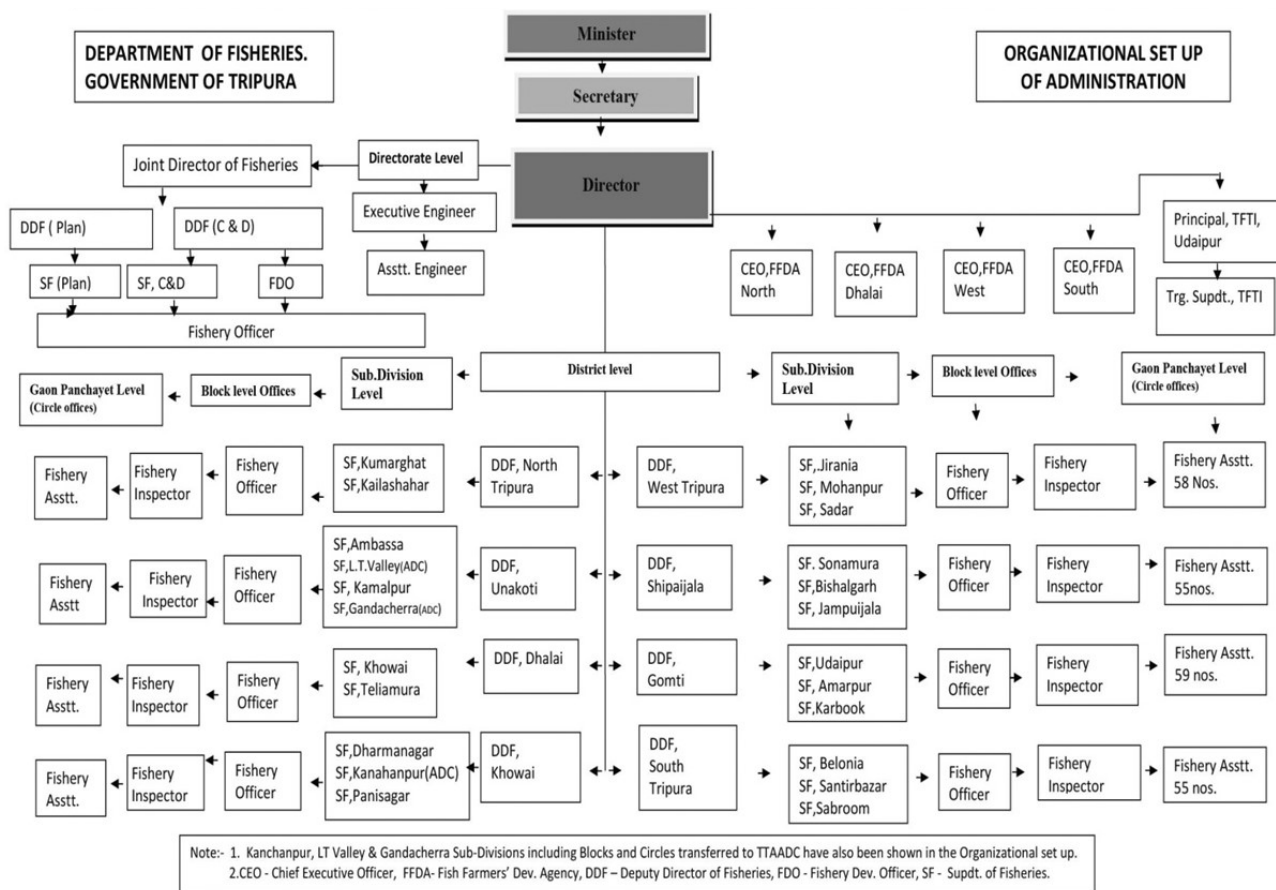 DEPARTMENT OF FISHERIES.
GOVERNMENT OF TRIPURA
Minister
Secretary
ORGANIZATIONAL SET UP
OF ADMINISTRATION
Joint Director of Fisheries
Directorate Level
Director
DDF ( Plan)
DDF (C & D)
Executive Engineer
Principal, TFTI,
Udaipur
SF (Plan)
SF, C&D
FDO
Asstt. Engineer
CEO,FFDA
North
CEO,FFDA
Dhalai
CEO,FFDA
West
CEO,FFDA
South
Trg. Supdt., TFTI
Fishery Officer
Gaon Panchayet Level
(Circle offices)
Block level Offices
Sub.Division
Level
District level
Sub.Division
Level
Block level Offices
Gaon Panchayet Level
(Circle offices)
Fishery
Asstt.
Fishery
Inspector
Fishery
Officer
SF,Kumarghat
SF,Kailashahar
DDF, North
Tripura
DDF,
West Tripura
SF,Jirania
SF, Mohanpur
SF, Sadar
Fishery
Officer
Fishery
Inspector
Fishery Asstt.
58 Nos.
Fishery
Asstt
Fishery
Inspector
Fishery
Officer
SF,Ambassa
SF,L.T.Valley(ADC)
SF, Kamalpur
SF,Gandacherra(ADC)
DDF,
Unakoti
DDF,
Shipaijala
SF. Sonamura
SF,Bishalgarh
SF, Jampuijala
Fishery
Officer
Fishery
Inspector
Fishery Asstt.
55nos.
Fishery
Asstt.
Fishery
Inspector
Fishery
Officer
SF, Khowai
SF,Teliamura
DDF, Dhalai
DDF,
Gomti
SF,Udaipur
SF, Amarpur
SF,Karbook
Fishery
Officer
Fishery
Inspector
Fishery Asstt.
59 nos.
Fishery
Asstt.
Fishery
Inspector
Fishery
Officer
SF,Dharmanagar
SF,Kanahanpur(ADC)
SF,Panisagar
DDF,
Khowai
DDF,
South
Tripura
SF, Belonia
SF, Santirbazar
SF,Sabroom
Fishery
Officer
Fishery
Inspector
Fishery Asstt.
55 nos.
Note:- 1. Kanchanpur, LT Valley & Gandacherra Sub-Divisions including Blocks and Circles transferred to TTAADC have also been shown in the Organizational set up.
2.CEO - Chief Executive Officer, FFDA- Fish Farmers' Dev. Agency, DDF – Deputy Director of Fisheries, FDO - Fishery Dev. Officer, SF - Supdt. of Fisheries.